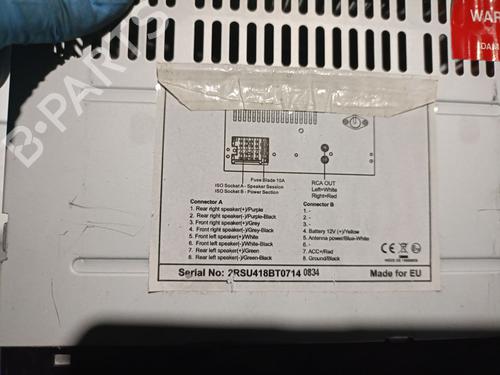 WAR
DAMA
Fuse Blade 10A
ISO Socket A - Speaker Session
ISO Socket B - Power Section
RCA OUT
Left=White
Right=Red
Connector A
1. Rear right speaker(+)/Purple
2. Rear right speaker(-)/Purple-Black
3. Front right speaker(+)/Grey
4. Front right speaker(-)/Grey-Black
5. Front left speaker(+)/White
6. Front left speaker(-)/White-Black
7. Rear left speaker(+)/Green
8. Rear left speaker(-)/Green-Black
Connector B
1. -
2. -
3. -
4. Battery 12V (+)/Yellow
5. Antenna power/Blue-White
6. -
7. ACC+/Red
8. Ground/Black
CE
Serial No: 2RSU418BT0714 0834
Made for EU
B-PARTS